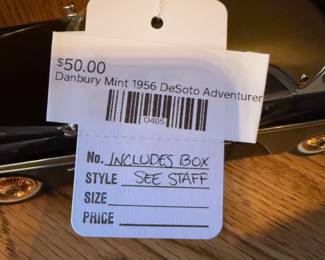 $50.00
Danbury Mint 1956 DeSoto Adventurer
0405
No. INCLUDES BOX
STYLE SEE STAFF
SIZE
PRICE